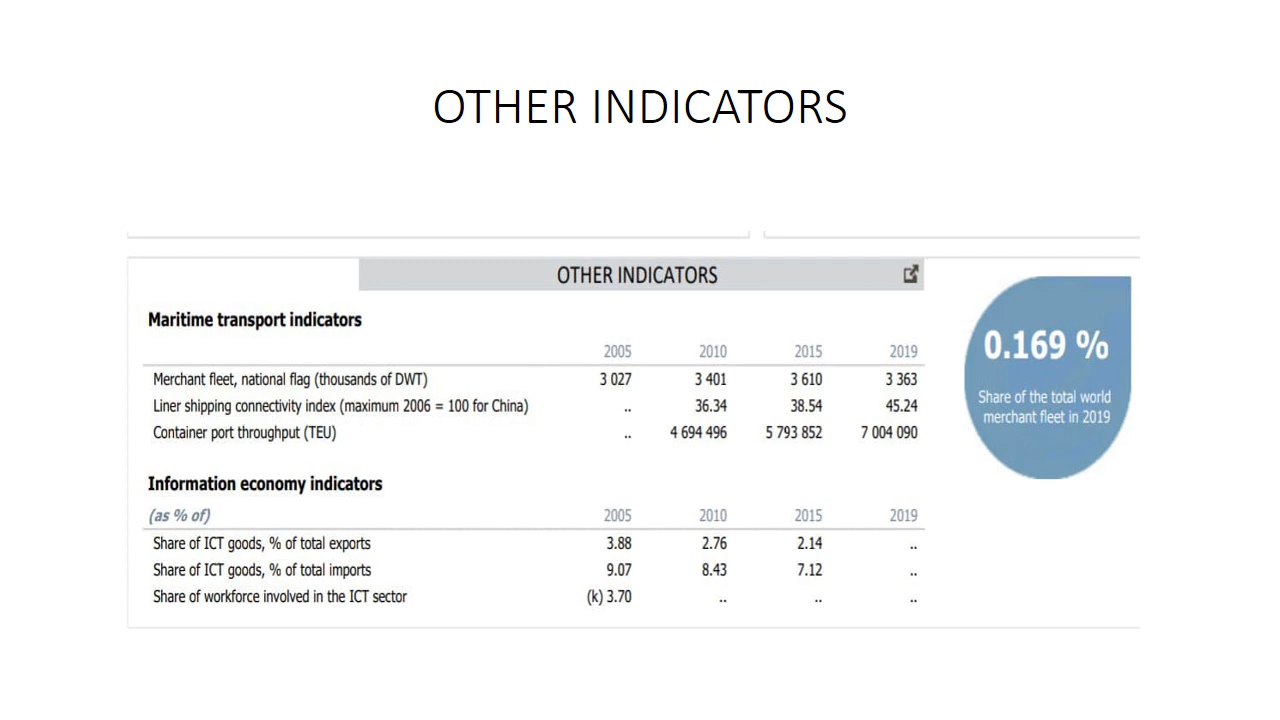 OTHER INDICATORS
OTHER INDICATORS
Maritime transport indicators
2005 2010 2015 2019
Merchant fleet, national flag (thousands of DWT) 3 027 3 401 3 610 3 363
Liner shipping connectivity index (maximum 2006 = 100 for China) .. 36.34 38.54 45.24
Container port throughput (TEU) .. 4 694 496 5 793 852 7 004 090
Information economy indicators
(as % of) 2005 2010 2015 2019
Share of ICT goods, % of total exports 3.88 2.76 2.14 ..
Share of ICT goods, % of total imports 9.07 8.43 7.12 ..
Share of workforce involved in the ICT sector (k) 3.70 .. .. ..
0.169 %
Share of the total world
merchant fleet in 2019